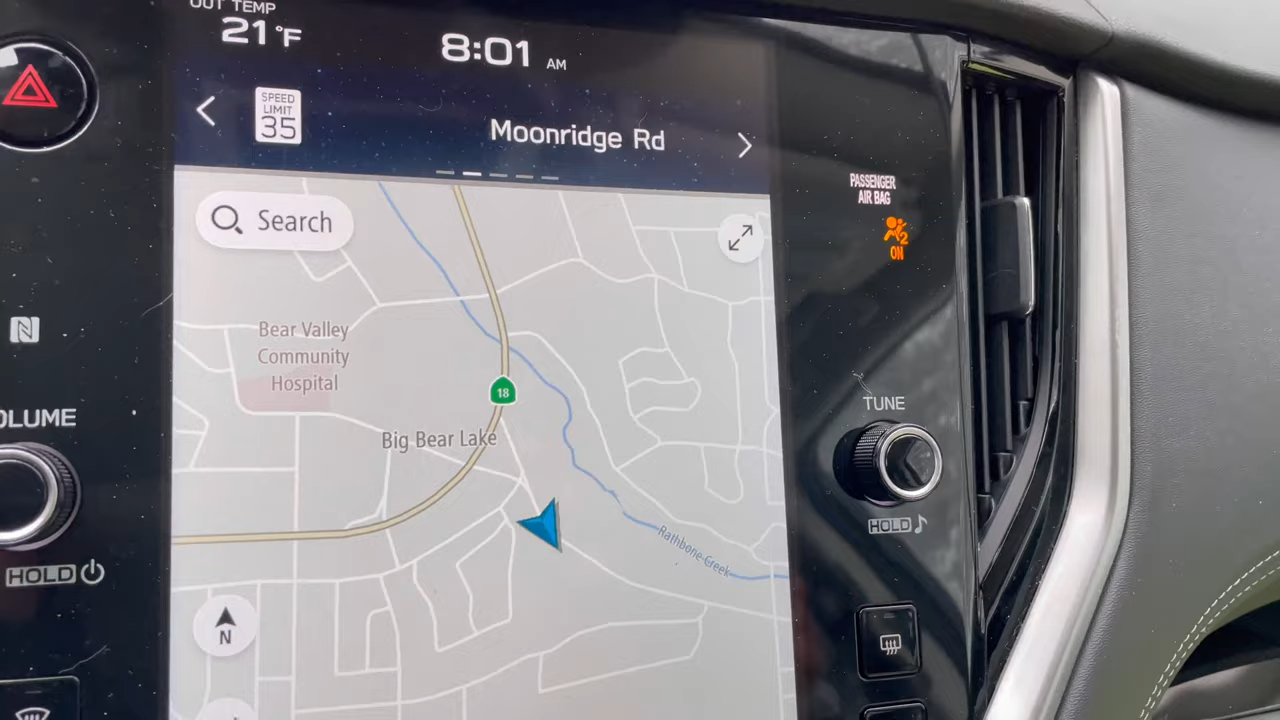 OUT TEMP
21°F
8:01 AM
SPEED
LIMIT
35
Moonridge Rd
Search
PASSENGER
AIR BAG
2
ON
Bear Valley
Community
Hospital
18
Big Bear Lake
Rathbone Creek
N
N
OLUME
HOLD
TUNE
HOLD